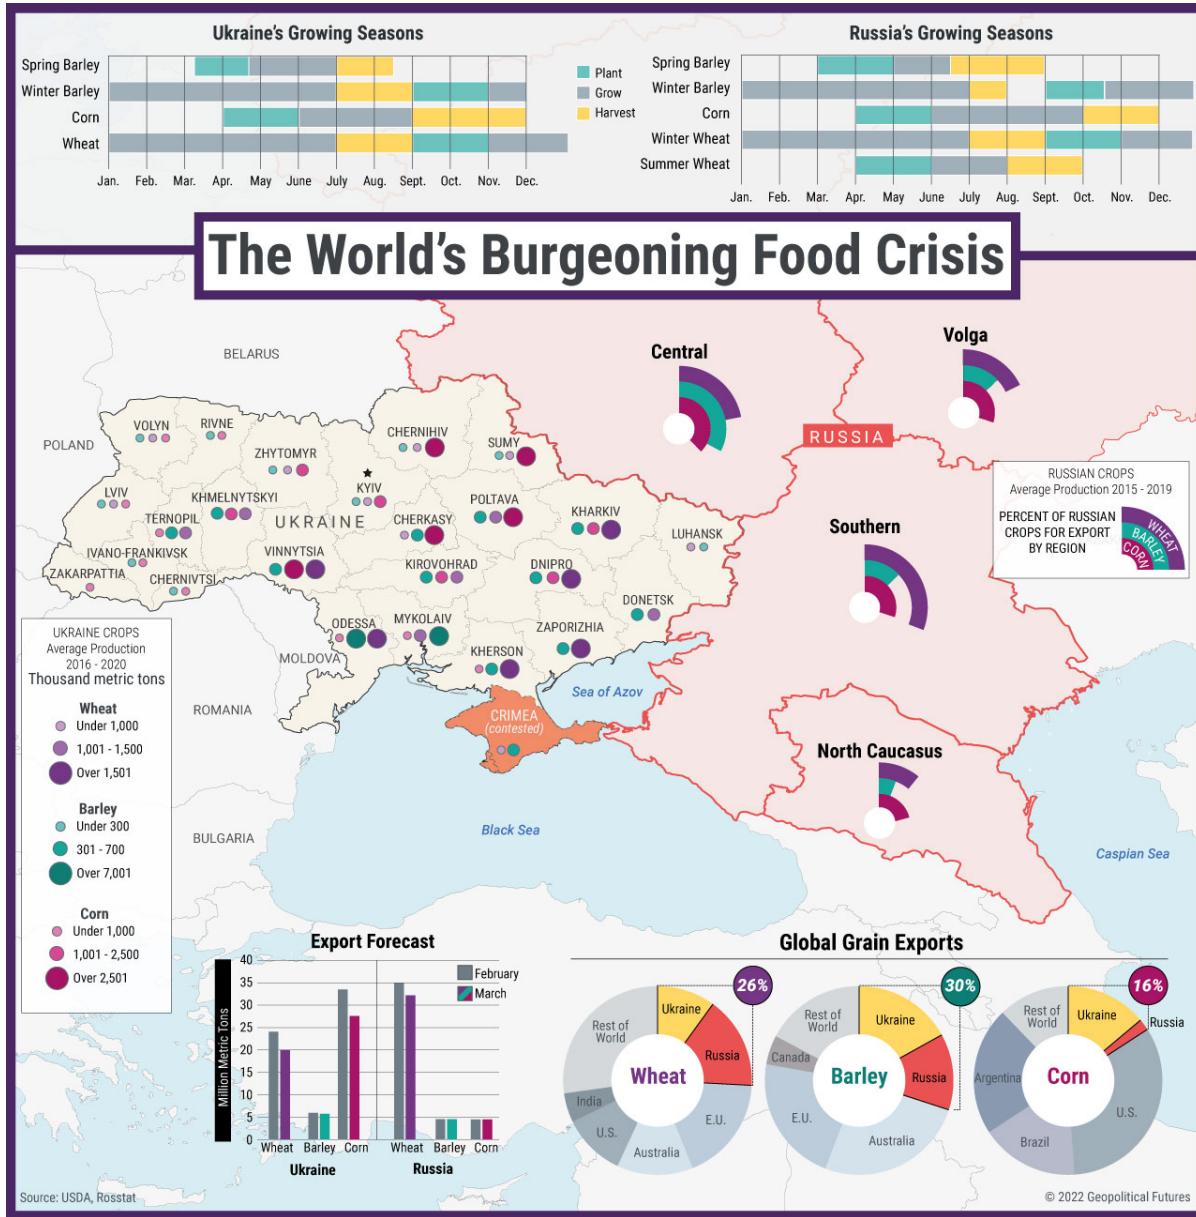 Ukraine's Growing Seasons
Spring Barley
Winter Barley
Corn
Wheat
Jan. Feb. Mar. Apr. May June July Aug. Sept. Oct. Nov. Dec.
Plant
Grow
Harvest
Russia's Growing Seasons
Spring Barley
Winter Barley
Corn
Winter Wheat
Summer Wheat
Jan. Feb. Mar. Apr. May June July Aug. Sept. Oct. Nov. Dec.
The World's Burgeoning Food Crisis
BELARUS
POLAND
VOLYN
RIVNE
ZHYTOMYR
CHERNIHIV
SUMY
KYIV
LVIV
KHMELNYTSKYI
TERNOPIL
UKRAINE
CHERKASY
POLTAVA
KHARKIV
LUHANSK
IVANO-FRANKIVSK
ZAKARPATTIA
CHERNIVTSI
VINNYTSIA
KIROVOHRAD
DNIPRO
DONETSK
ODESSA
MYKOLAIV
ZAPORIZHIA
KHERSON
MOLDOVA
ROMANIA
BULGARIA
CRIMEA
(contested)
Sea of Azov
Black Sea
Caspian Sea
Central
Volga
RUSSIA
Southern
North Caucasus
RUSSIAN CROPS
Average Production 2015 - 2019
PERCENT OF RUSSIAN
CROPS FOR EXPORT
BY REGION
WHEAT
BARLEY
CORN
UKRAINE CROPS
Average Production
2016 - 2020
Thousand metric tons
Wheat
Under 1,000
1,001 - 1,500
Over 1,501
Barley
Under 300
301 - 700
Over 7,001
Corn
Under 1,000
1,001 - 2,500
Over 2,501
Export Forecast
Million Metric Tons
40
35
30
25
20
15
10
5
0
February
March
Wheat Barley Corn
Ukraine
Wheat Barley Corn
Russia
Global Grain Exports
26%
Wheat
Ukraine
Russia
E.U.
Australia
U.S.
India
Rest of
World
30%
Barley
Ukraine
Russia
Australia
E.U.
Canada
Rest of
World
16%
Corn
Ukraine
Russia
U.S.
Brazil
Argentina
Rest of
World
Source: USDA, Rosstat
© 2022 Geopolitical Futures